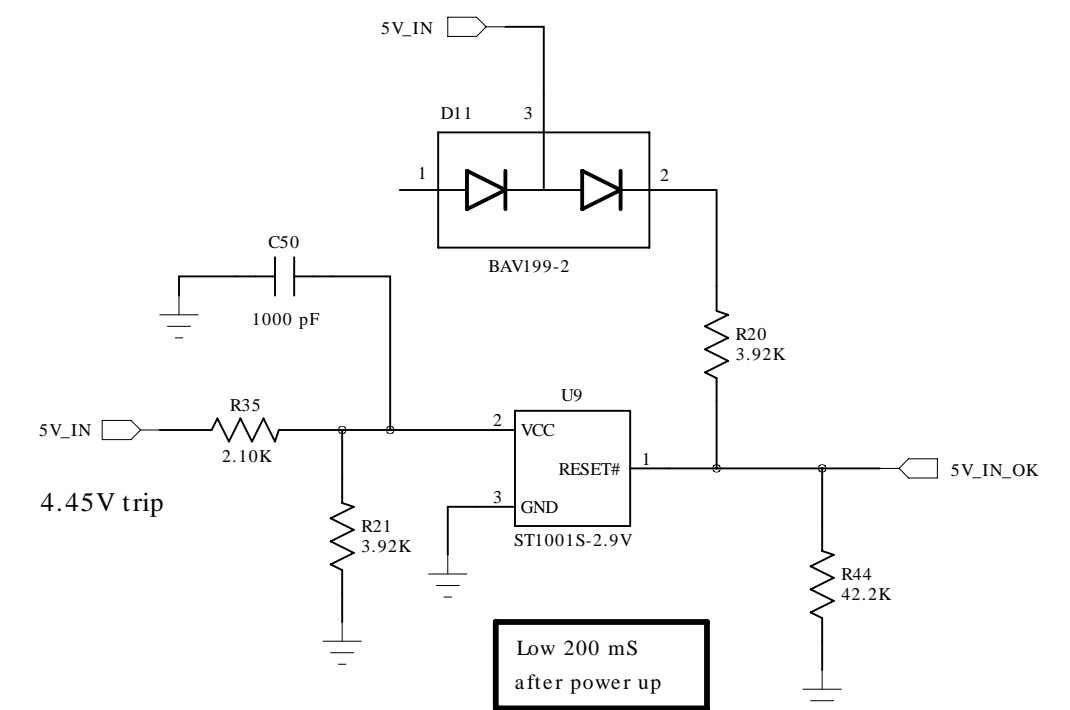 5V_IN
D11
3
1
2
BAV199-2
C50
1000 pF
R20
3.92K
U9
R35
5V_IN
2.10K
2
VCC
RESET#
1
5V_IN_OK
3
GND
4.45V trip
R21
3.92K
ST1001S-2.9V
R44
42.2K
Low 200 mS
after power up